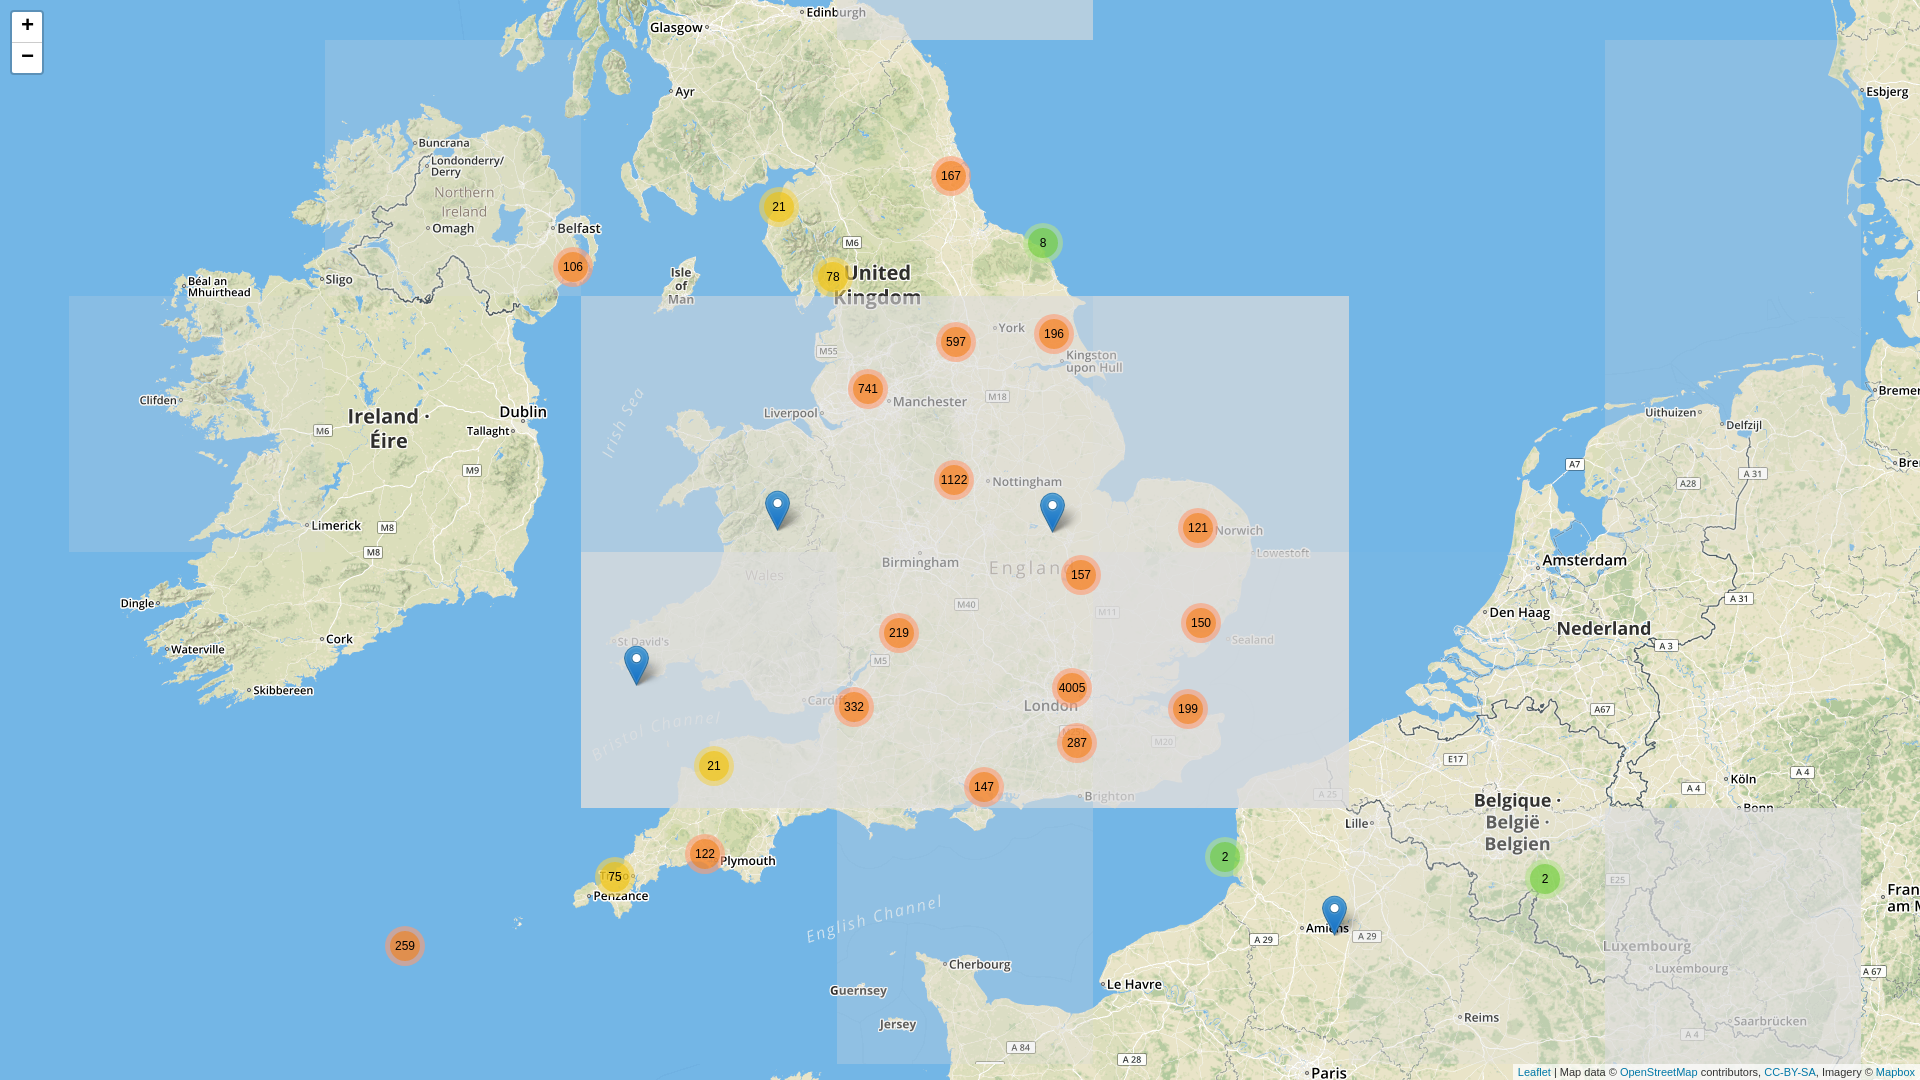 +
−
Edinburgh
Glasgow
Ayr
Esbjerg
Buncrana
Londonderry/
Derry
167
Northern
Ireland
21
Omagh
Belfast
M6
8
106
78
United
Kingdom
Isle
of
Man
Sligo
Béal an
Mhuirthead
York
196
597
M55
Kingston
upon Hull
741
Manchester
M18
Clifden
Liverpool
Dublin
Ireland ·
Éire
M6
Tallaght
Irish Sea
Uithuizen
Delfzijl
Bremer
M9
1122
Nottingham
A7
A 31
A28
Bre
Limerick
M8
121
Norwich
M8
Lowestoft
Birmingham
England
Amsterdam
Wales
157
Dingle
M40
M11
A 31
Den Haag
219
150
Nederland
Cork
St David's
Sealand
A 3
Waterville
M5
Skibbereen
4005
Cardiff
332
London
199
A67
Bristol Channel
287
M20
E17
21
147
Brighton
A 25
Köln
A 4
A 4
Bonn
Belgique ·
België ·
Belgien
Lille
122
Plymouth
2
75
Penzance
2
E25
Fran
am M
English Channel
Amiens
A 29
A 29
259
Luxembourg
Luxembourg
Cherbourg
A 67
Le Havre
Guernsey
Jersey
Reims
Saarbrücken
A 4
A 84
A 28
Paris
Leaflet | Map data © OpenStreetMap contributors, CC-BY-SA, Imagery © Mapbox